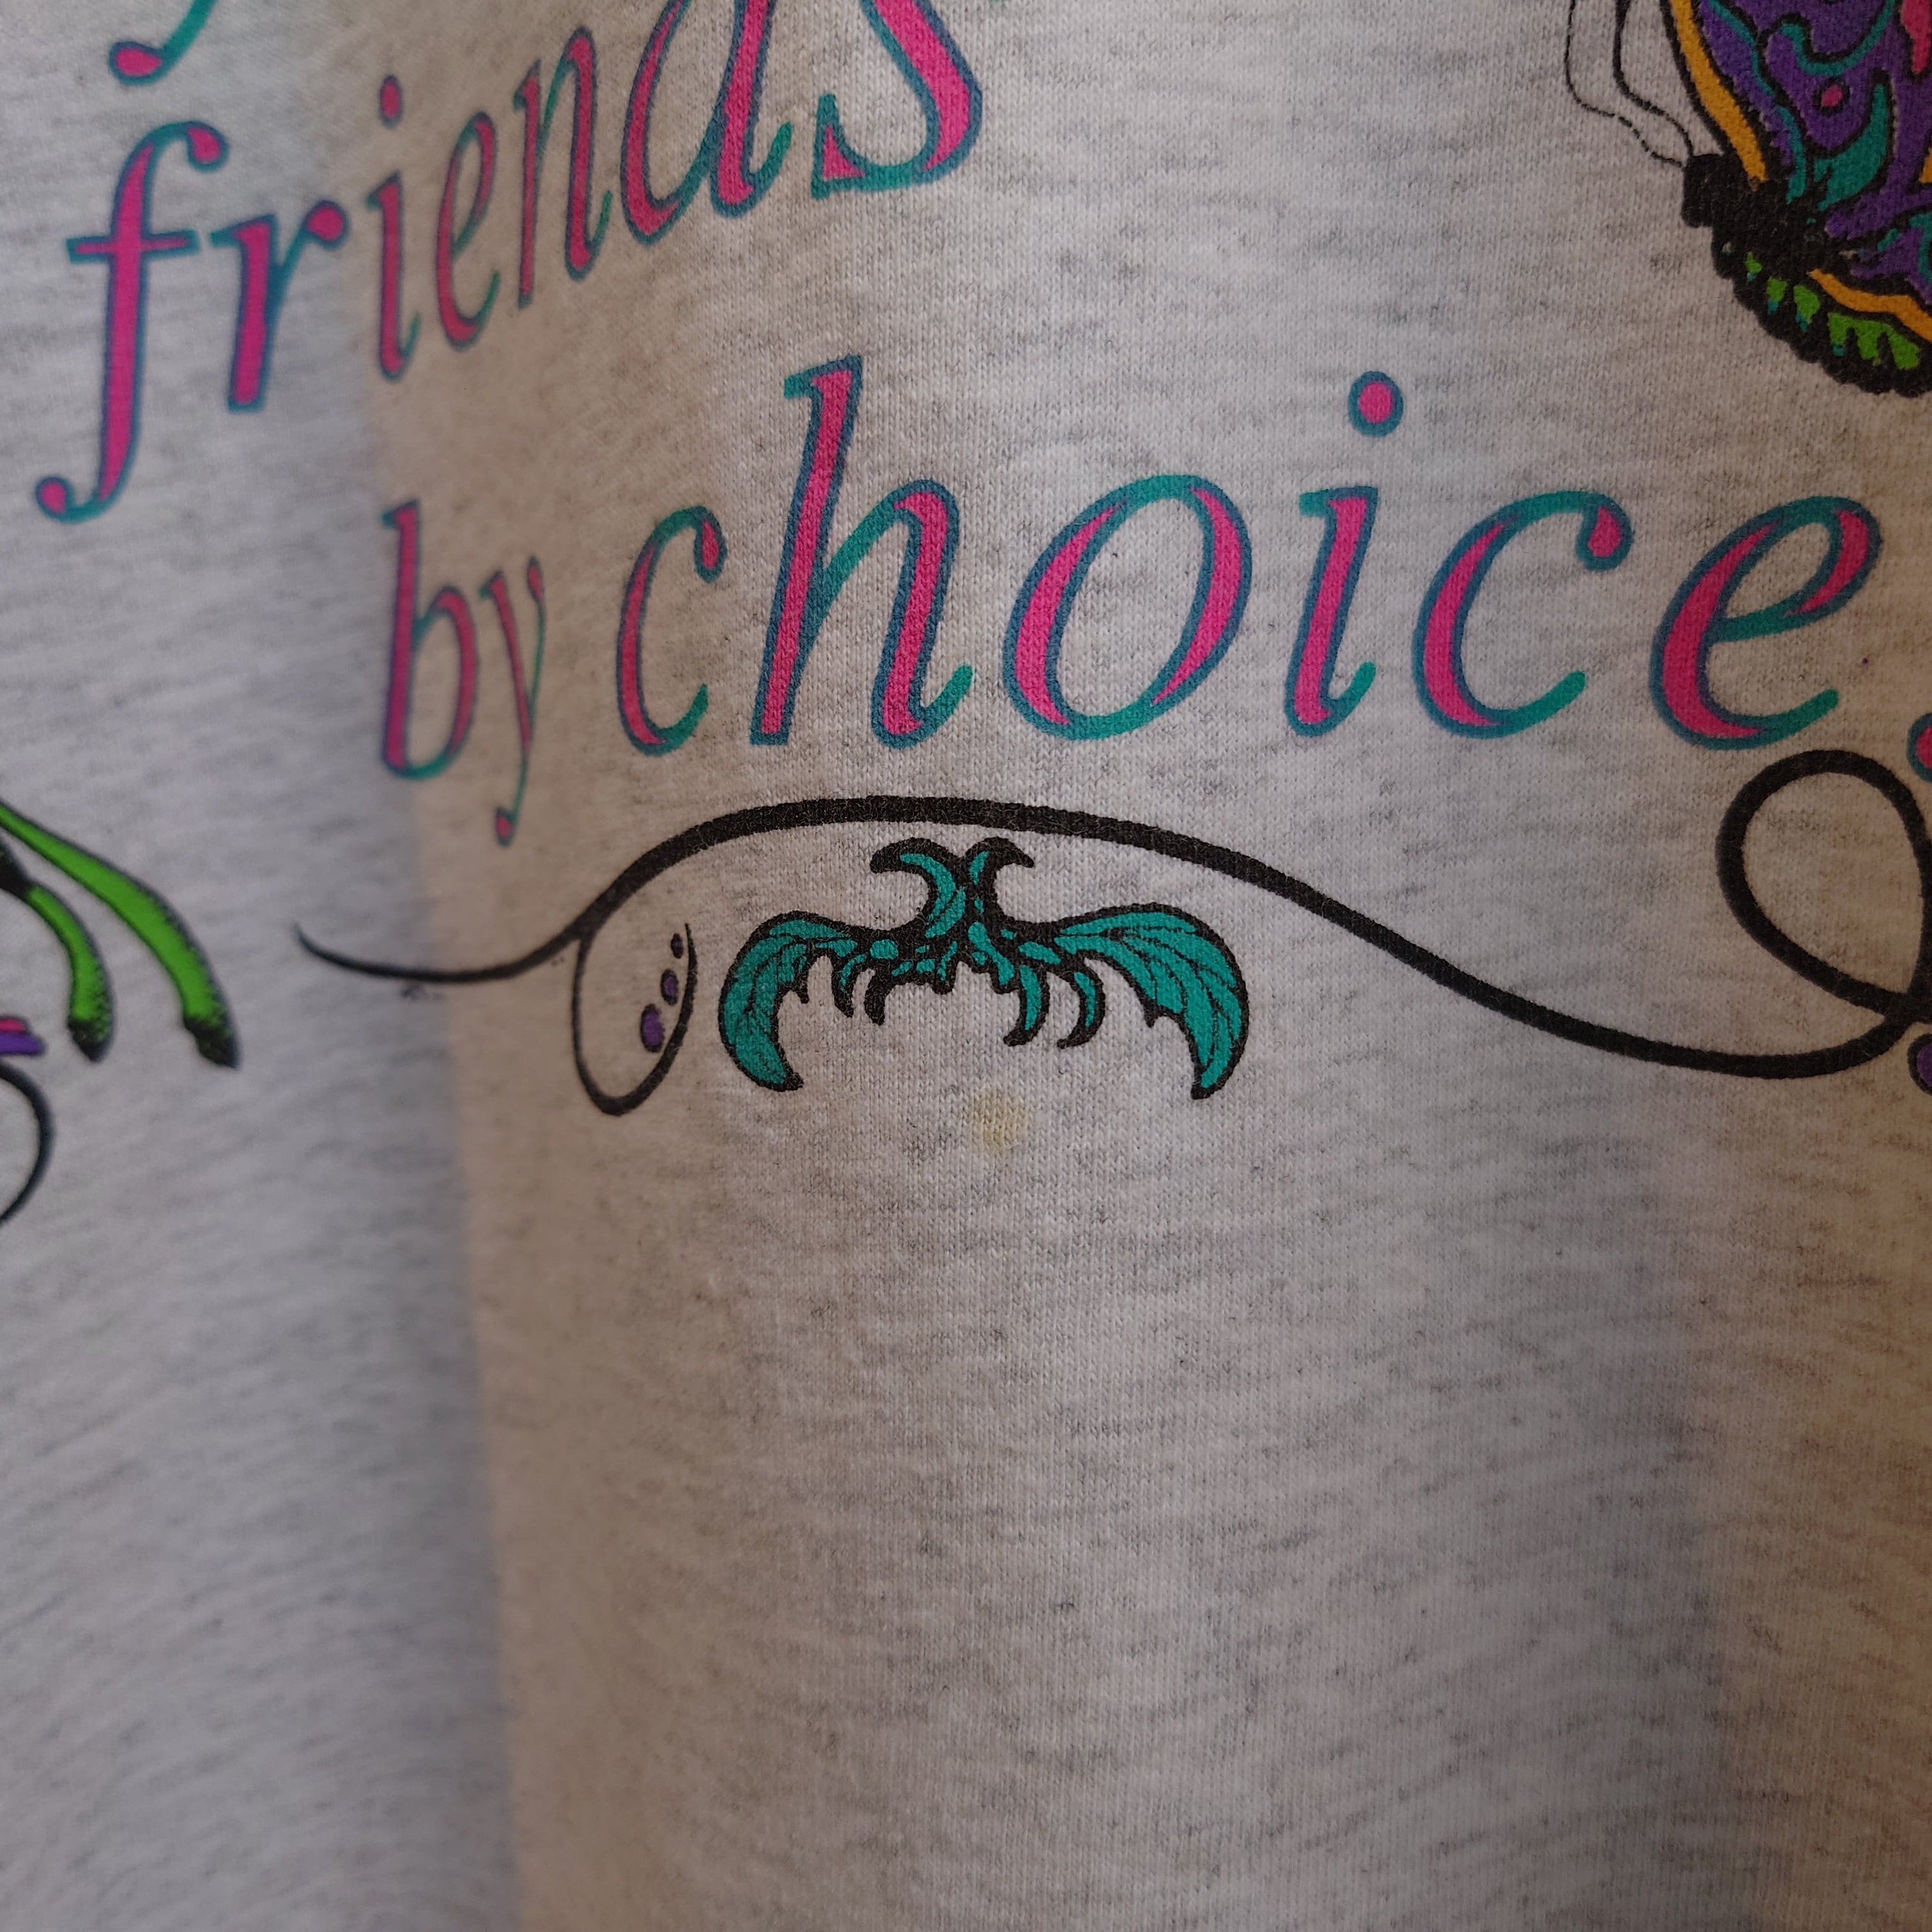 friends
by choice.